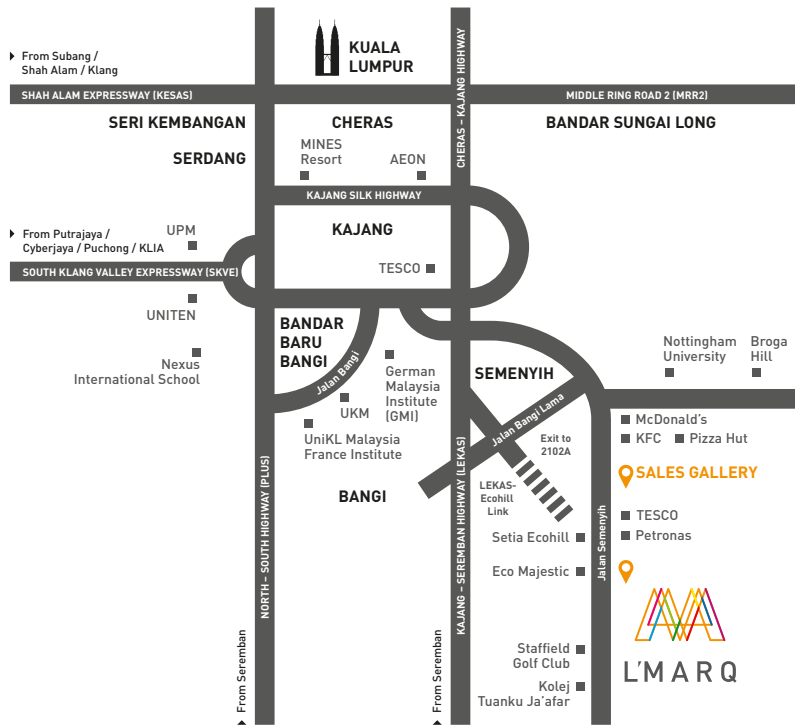 From Subang /
Shah Alam / Klang
KUALA
LUMPUR
CHERAS – KAJANG HIGHWAY
SHAH ALAM EXPRESSWAY (KESAS)
MIDDLE RING ROAD 2 (MRR2)
SERI KEMBANGAN
CHERAS
BANDAR SUNGAI LONG
SERDANG
MINES
Resort
AEON
KAJANG SILK HIGHWAY
From Putrajaya /
Cyberjaya / Puchong / KLIA
UPM
KAJANG
SOUTH KLANG VALLEY EXPRESSWAY (SKVE)
TESCO
UNITEN
BANDAR
BARU
BANGI
Jalan Bangi
Nexus
International School
German
Malaysia
Institute
(GMI)
SEMENYIH
Nottingham
University
Broga
Hill
UKM
UniKL Malaysia
France Institute
Jalan Bangi Lama
Exit to
2102A
McDonald's
KFC
Pizza Hut
BANGI
LEKAS-
Ecohill
Link
SALES GALLERY
TESCO
Petronas
Setia Ecohill
Eco Majestic
Jalan Semenyih
NORTH – SOUTH HIGHWAY (PLUS)
KAJANG – SEREMBAN HIGHWAY (LEKAS)
Staffield
Golf Club
Kolej
Tuanku Ja'afar
L'MARQ
From Seremban
From Seremban